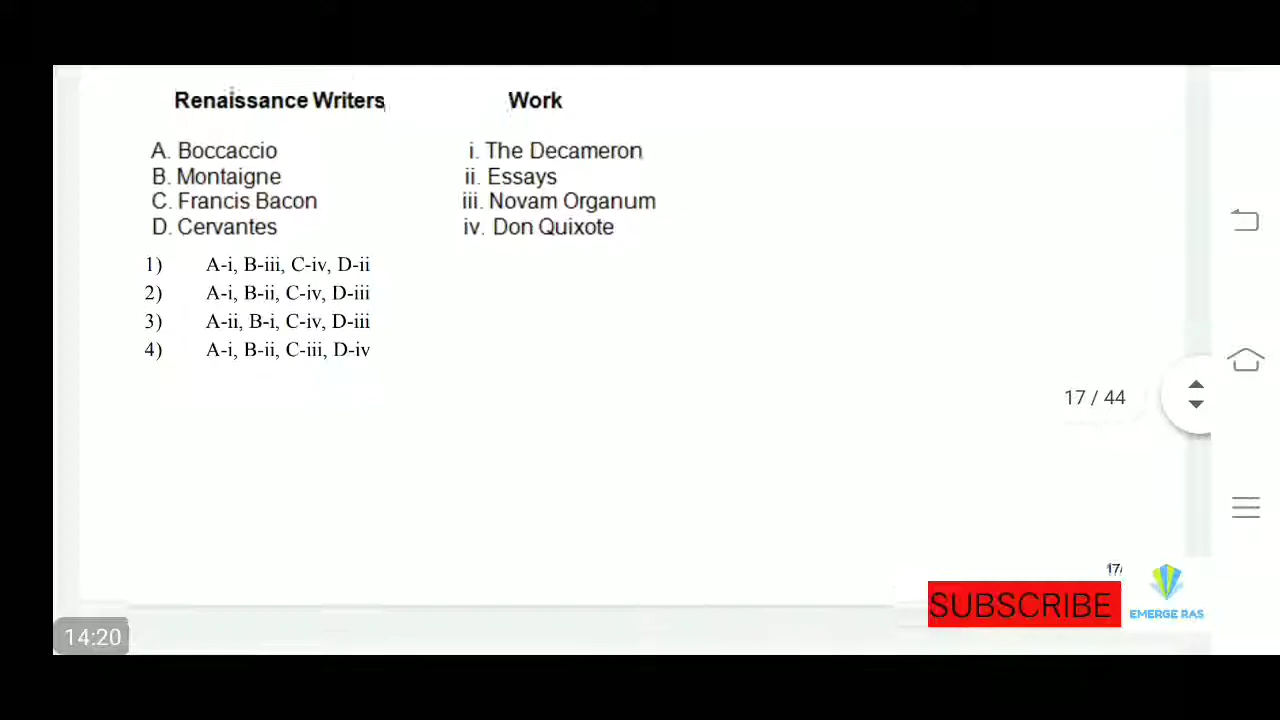 Renaissance Writers Work
A. Boccaccio i. The Decameron
B. Montaigne ii. Essays
C. Francis Bacon iii. Novam Organum
D. Cervantes iv. Don Quixote
1) A-i, B-iii, C-iv, D-ii
2) A-i, B-ii, C-iv, D-iii
3) A-ii, B-i, C-iv, D-iii
4) A-i, B-ii, C-iii, D-iv
17 / 44
17/
SUBSCRIBE
EMERGE RAS
14:20